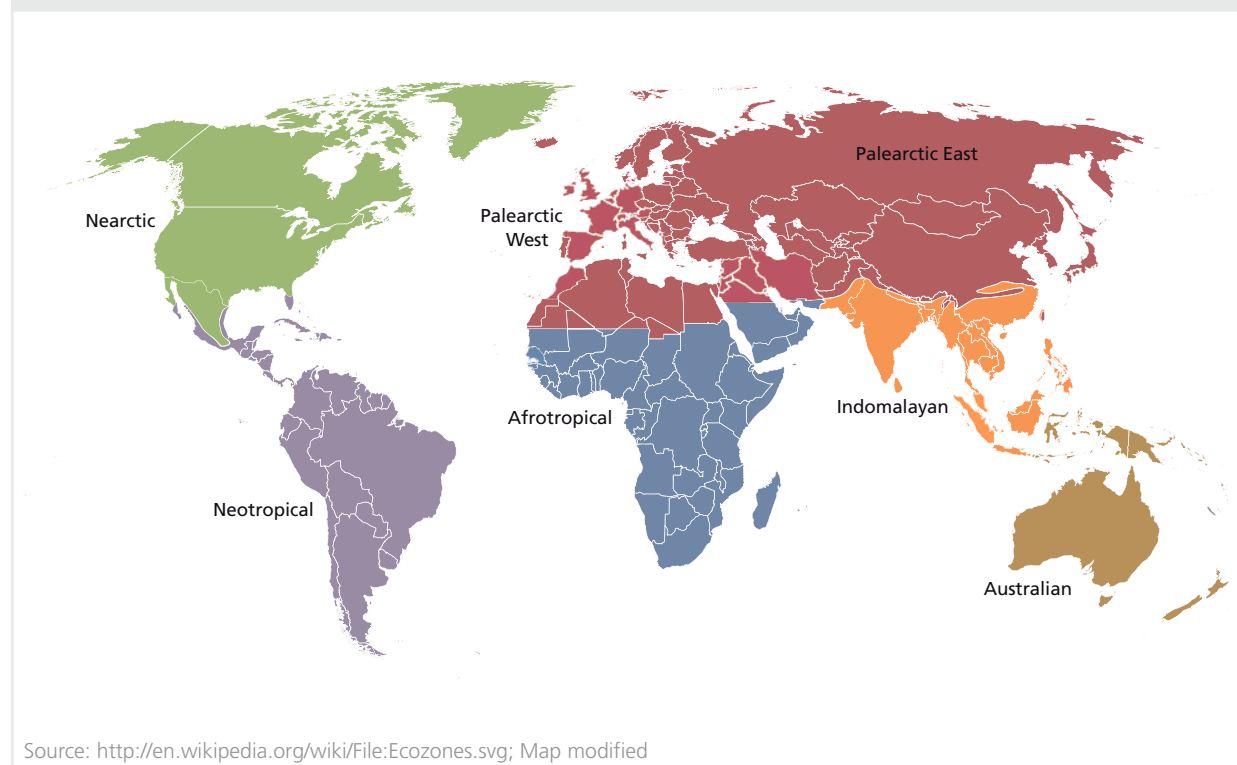 Palearctic East
Nearctic
Palearctic
West
Indomalayan
Afrotropical
Neotropical
Australian
Source: http://en.wikipedia.org/wiki/File:Ecozones.svg; Map modified